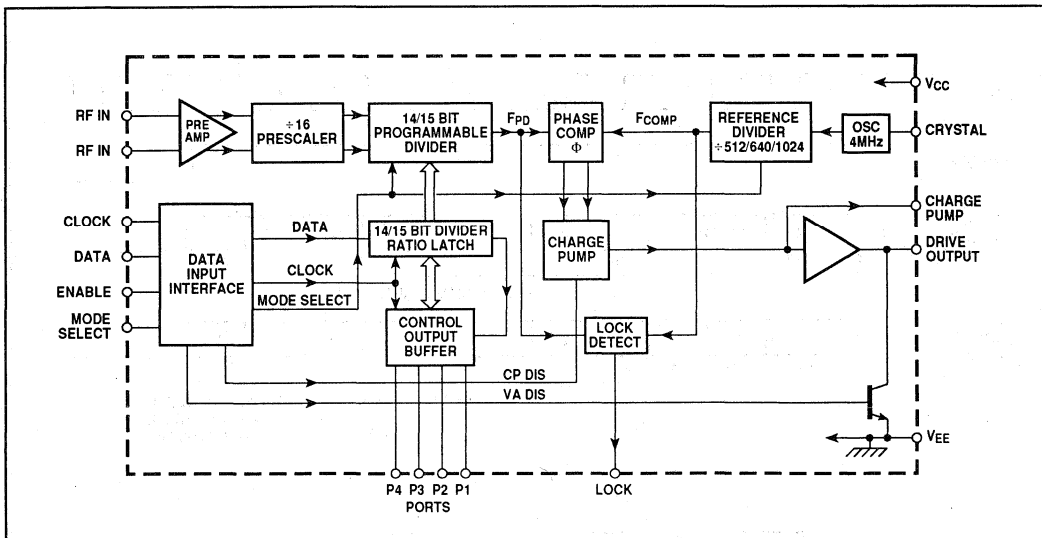 RF IN
RF IN
PRE
AMP
÷16
PRESCALER
14/15 BIT
PROGRAMMABLE
DIVIDER
FPD
PHASE
COMP
Φ
FCOMP
REFERENCE
DIVIDER
÷512/640/1024
OSC
4MHz
VCC
CRYSTAL
CLOCK
DATA
ENABLE
MODE
SELECT
DATA
INPUT
INTERFACE
DATA
CLOCK
MODE SELECT
14/15 BIT DIVIDER
RATIO LATCH
CONTROL
OUTPUT
BUFFER
CHARGE
PUMP
CHARGE
PUMP
DRIVE
OUTPUT
LOCK
DETECT
CP DIS
VA DIS
VEE
P4 P3 P2 P1
PORTS
LOCK